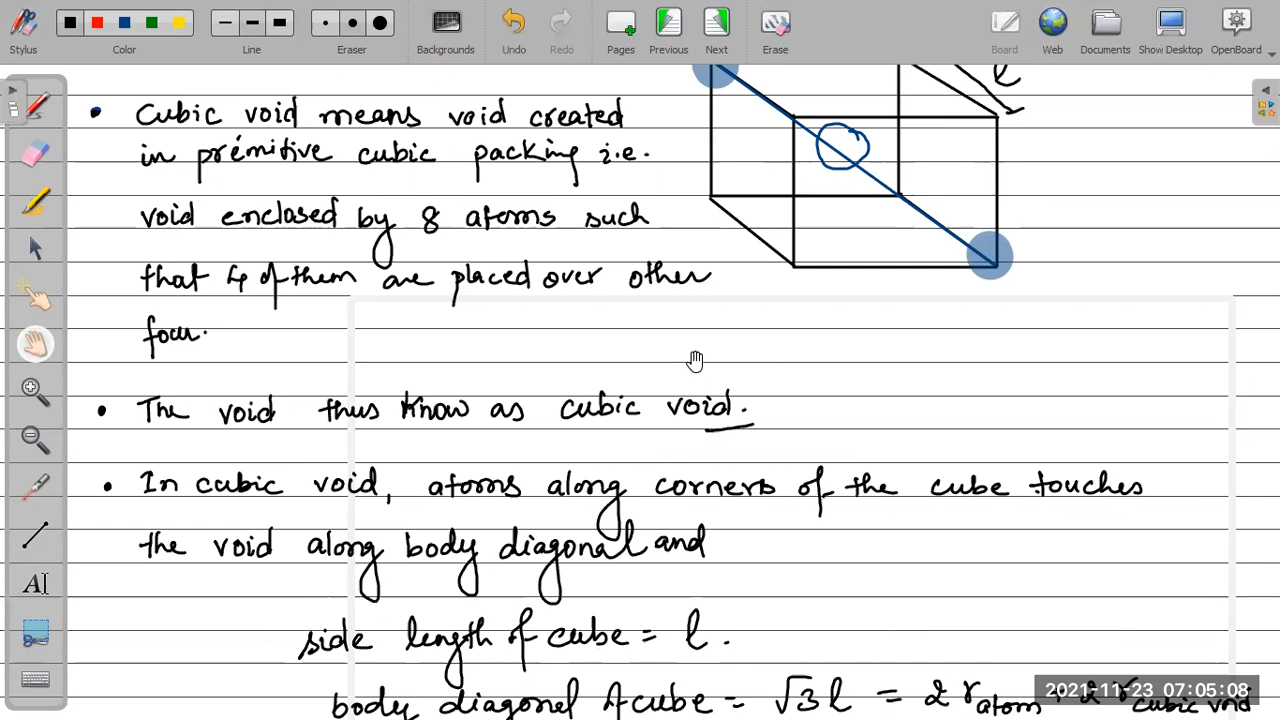 Stylus Color Line Eraser Backgrounds Undo Redo Pages Previous Next Erase Board Web Documents Show Desktop OpenBoard
l
• Cubic void means void created
in primitive cubic packing i.e.
void enclosed by 8 atoms such
that 4 of them are placed over other
four.
• The void thus know as cubic void.
• In cubic void, atoms along corners of the cube touches
the void along body diagonal and
side length of cube = l.
body diagonal of cube = √3 l = 2 r atom + 2 r cubic void
2021-11-23 07:05:08